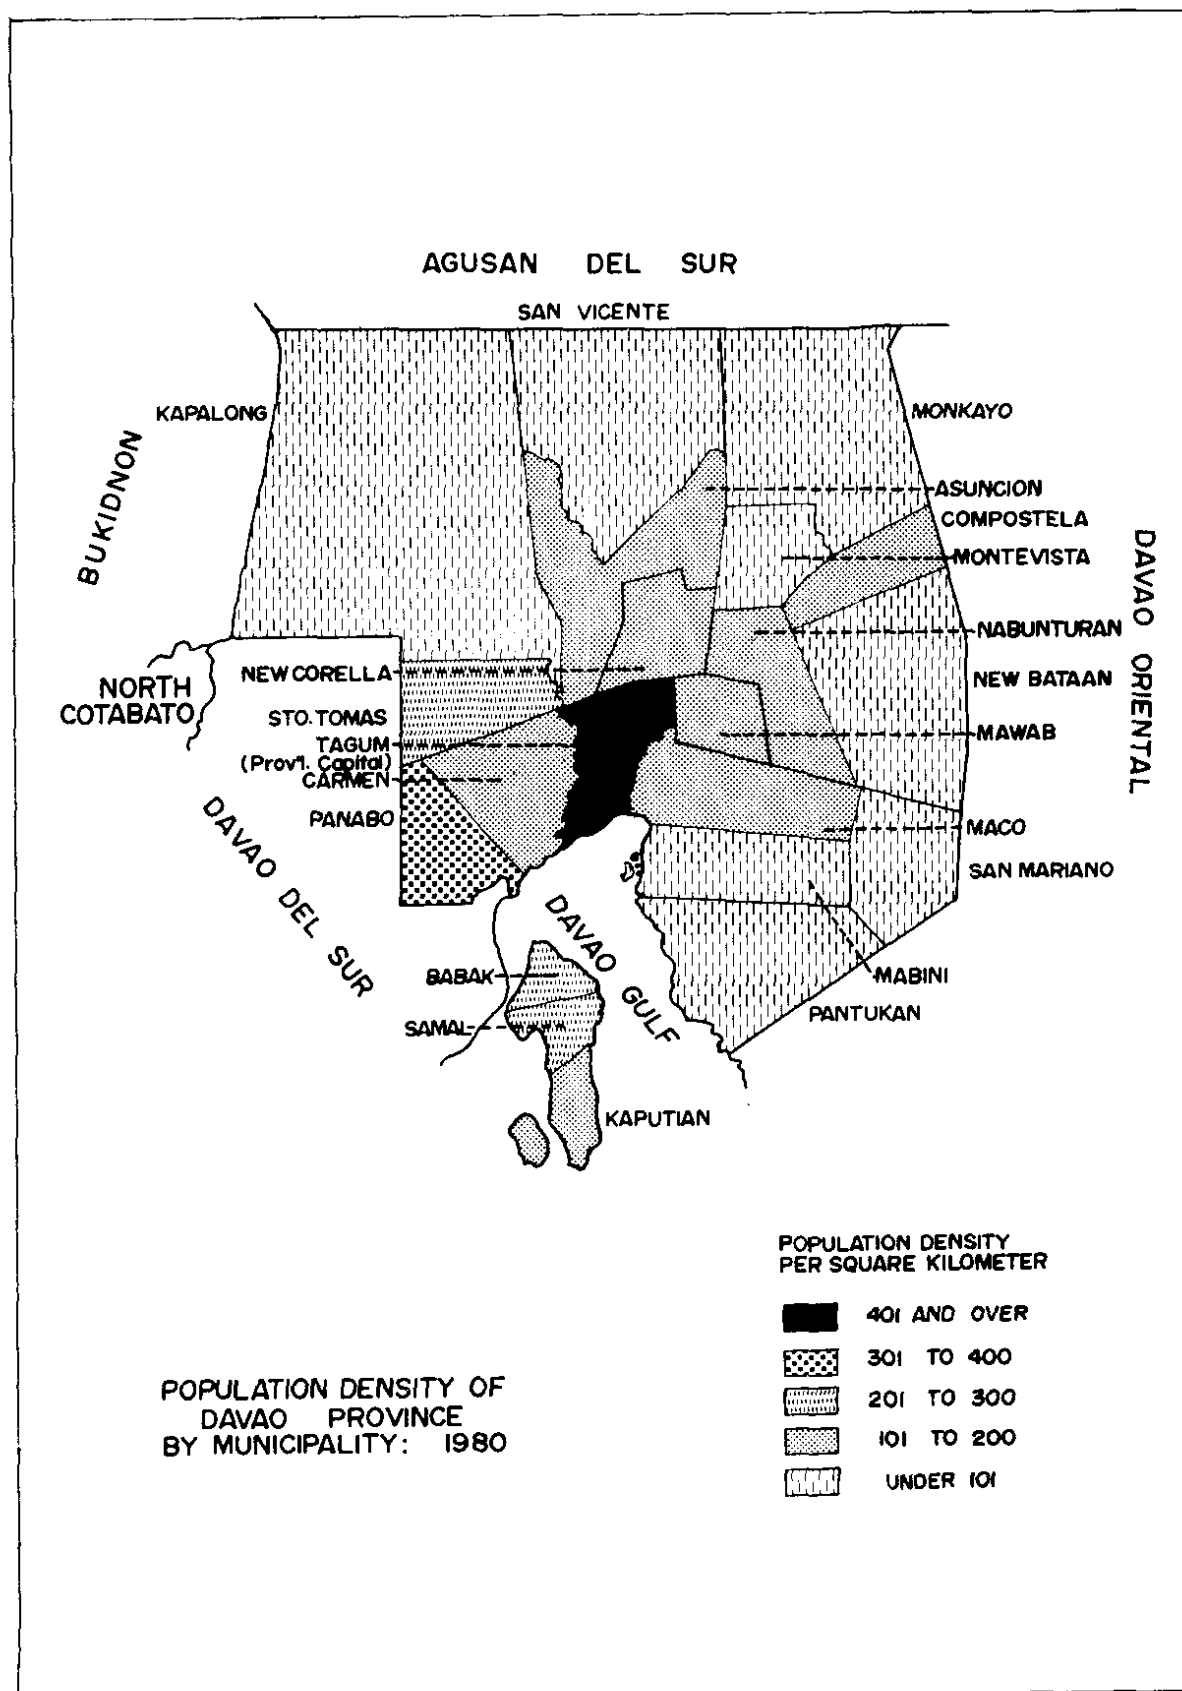 AGUSAN DEL SUR
SAN VICENTE
KAPALONG
MONKAYO
BUKIDNON
ASUNCION
COMPOSTELA
MONTEVISTA
DAVAO ORIENTAL
NABUNTURAN
NEW CORELLA
NEW BATAAN
NORTH
COTABATO
STO. TOMAS
TAGUM
(Prov'l. Capital)
MAWAB
CARMEN
PANABO
MACO
DAVAO DEL SUR
SAN MARIANO
DAVAO GULF
BABAK
MABINI
PANTUKAN
SAMAL
KAPUTIAN
POPULATION DENSITY
PER SQUARE KILOMETER
401 AND OVER
301 TO 400
201 TO 300
101 TO 200
UNDER 101
POPULATION DENSITY OF
DAVAO PROVINCE
BY MUNICIPALITY: 1980